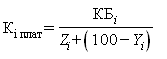 Кi плат = КБi / Zi + (100 − Yi)